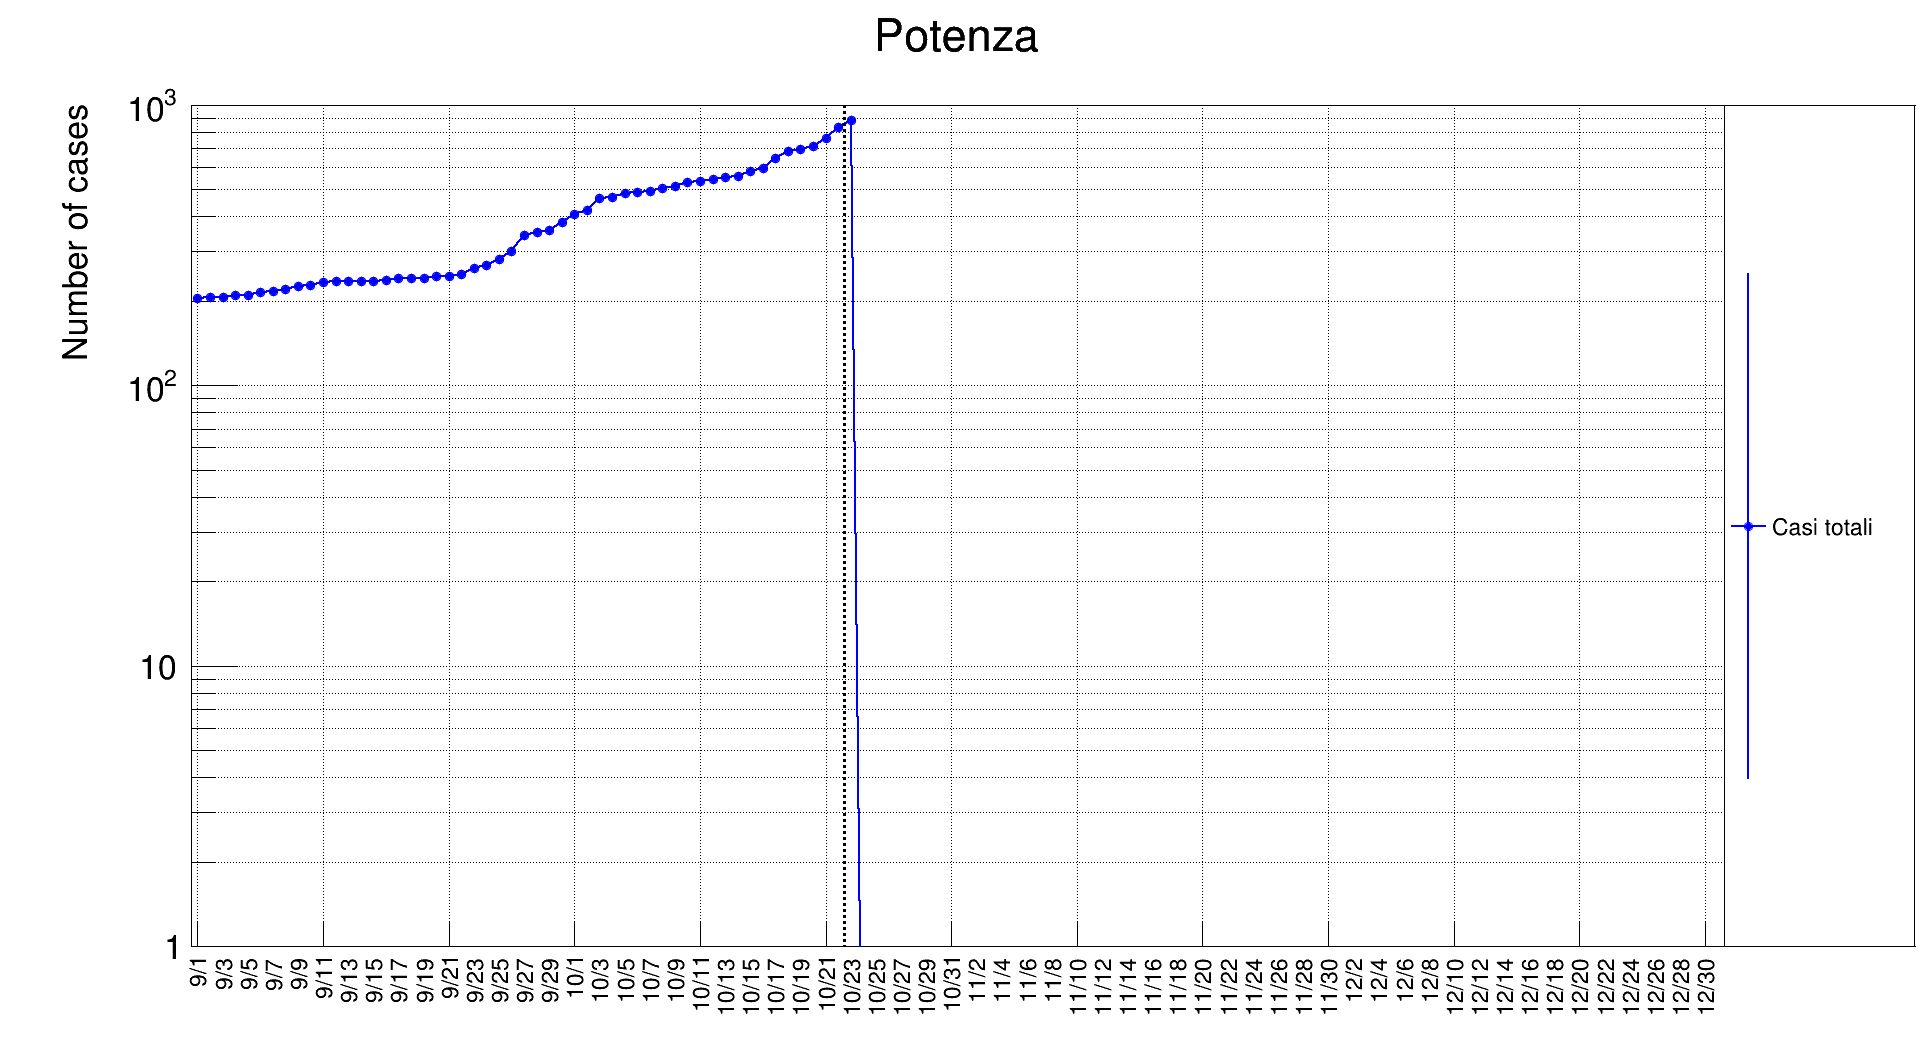 Potenza
Number of cases
10³
10²
10
1
9/1 9/3 9/5 9/7 9/9 9/11 9/13 9/15 9/17 9/19 9/21 9/23 9/25 9/27 9/29 10/1 10/3 10/5 10/7 10/9 10/11 10/13 10/15 10/17 10/19 10/21 10/23 10/25 10/27 10/29 10/31 11/2 11/4 11/6 11/8 11/10 11/12 11/14 11/16 11/18 11/20 11/22 11/24 11/26 11/28 11/30 12/2 12/4 12/6 12/8 12/10 12/12 12/14 12/16 12/18 12/20 12/22 12/24 12/26 12/28 12/30
Casi totali